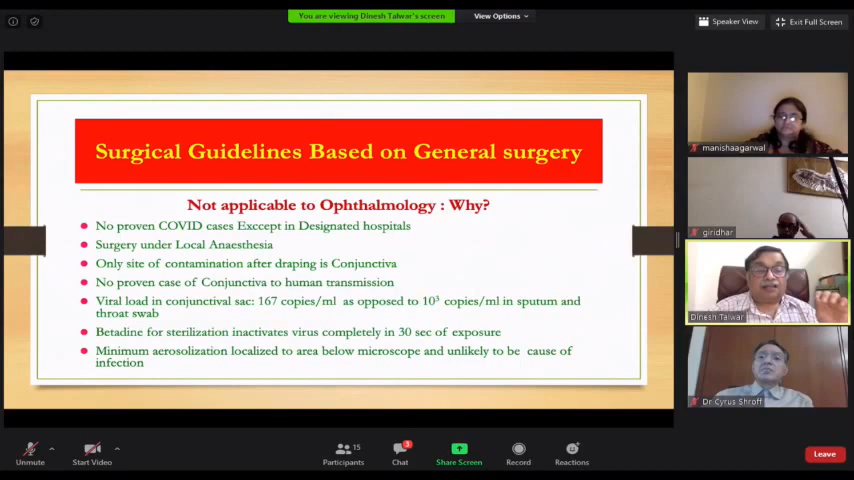 You are viewing Dinesh Talwar's screen
View Options
Speaker View
Exit Full Screen
Surgical Guidelines Based on General surgery
Not applicable to Ophthalmology : Why?
No proven COVID cases Exccept in Designated hospitals
Surgery under Local Anaesthesia
Only site of contamination after draping is Conjunctiva
No proven case of Conjunctiva to human transmission
Viral load in conjunctival sac: 167 copies/ml as opposed to 10³ copies/ml in sputum and
throat swab
Betadine for sterilization inactivates virus completely in 30 sec of exposure
Minimum aerosolization localized to area below microscope and unlikely to be cause of
infection
manishaagarwal
giridhar
Dinesh Talwar
Dr Cyrus Shroff
Unmute
Start Video
15
Participants
3
Chat
Share Screen
Record
Reactions
Leave